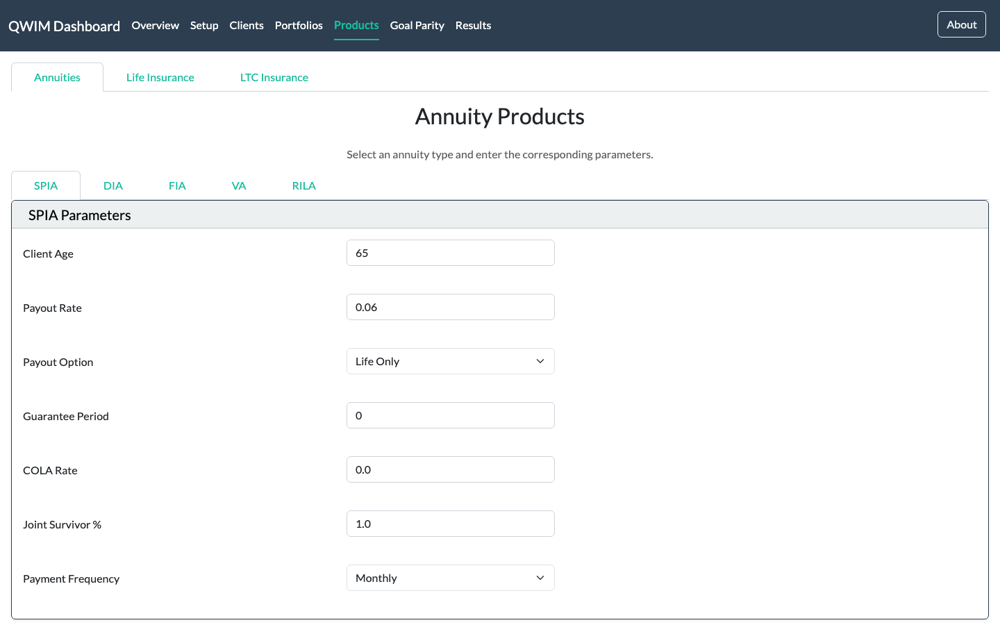 QWIM Dashboard Overview Setup Clients Portfolios Products Goal Parity Results About
Annuities Life Insurance LTC Insurance
Annuity Products
Select an annuity type and enter the corresponding parameters.
SPIA DIA FIA VA RILA
SPIA Parameters
Client Age 65
Payout Rate 0.06
Payout Option Life Only
Guarantee Period 0
COLA Rate 0.0
Joint Survivor % 1.0
Payment Frequency Monthly